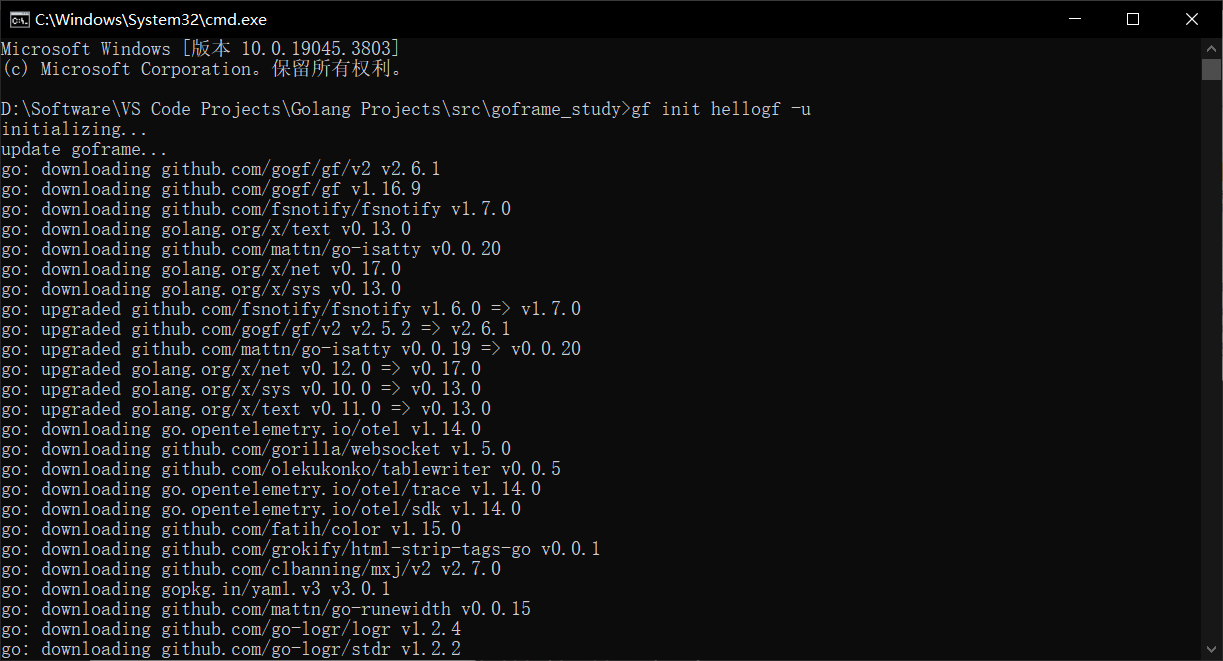 C:\Windows\System32\cmd.exe
Microsoft Windows [版本 10.0.19045.3803]
(c) Microsoft Corporation。保留所有权利。
D:\Software\VS Code Projects\Golang Projects\src\goframe_study>gf init hellogf -u
initializing...
update goframe...
go: downloading github.com/gogf/gf/v2 v2.6.1
go: downloading github.com/gogf/gf v1.16.9
go: downloading github.com/fsnotify/fsnotify v1.7.0
go: downloading golang.org/x/text v0.13.0
go: downloading github.com/mattn/go-isatty v0.0.20
go: downloading golang.org/x/net v0.17.0
go: downloading golang.org/x/sys v0.13.0
go: upgraded github.com/fsnotify/fsnotify v1.6.0 => v1.7.0
go: upgraded github.com/gogf/gf/v2 v2.5.2 => v2.6.1
go: upgraded github.com/mattn/go-isatty v0.0.19 => v0.0.20
go: upgraded golang.org/x/net v0.12.0 => v0.17.0
go: upgraded golang.org/x/sys v0.10.0 => v0.13.0
go: upgraded golang.org/x/text v0.11.0 => v0.13.0
go: downloading go.opentelemetry.io/otel v1.14.0
go: downloading github.com/gorilla/websocket v1.5.0
go: downloading github.com/olekukonko/tablewriter v0.0.5
go: downloading go.opentelemetry.io/otel/trace v1.14.0
go: downloading go.opentelemetry.io/otel/sdk v1.14.0
go: downloading github.com/fatih/color v1.15.0
go: downloading github.com/grokify/html-strip-tags-go v0.0.1
go: downloading github.com/clbanning/mxj/v2 v2.7.0
go: downloading gopkg.in/yaml.v3 v3.0.1
go: downloading github.com/mattn/go-runewidth v0.0.15
go: downloading github.com/go-logr/logr v1.2.4
go: downloading github.com/go-logr/stdr v1.2.2